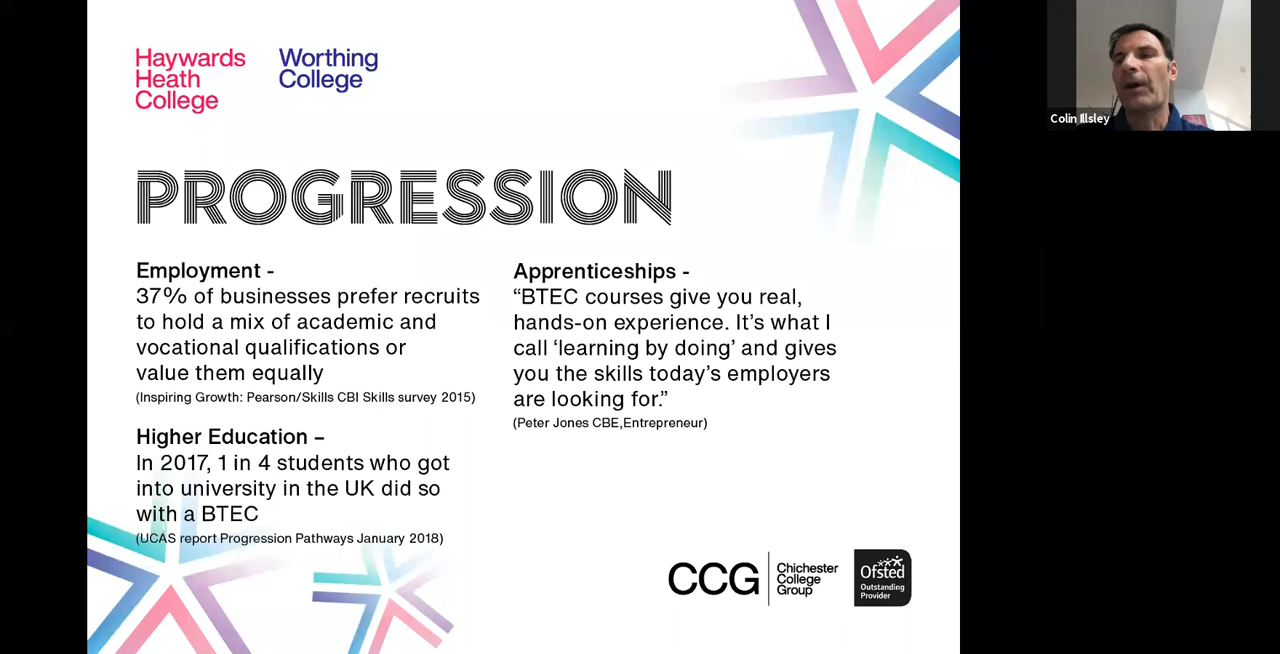 Haywards
Heath
College
Worthing
College
PROGRESSION
Employment -
37% of businesses prefer recruits
to hold a mix of academic and
vocational qualifications or
value them equally
(Inspiring Growth: Pearson/Skills CBI Skills survey 2015)
Higher Education –
In 2017, 1 in 4 students who got
into university in the UK did so
with a BTEC
(UCAS report Progression Pathways January 2018)
Apprenticeships -
“BTEC courses give you real,
hands-on experience. It’s what I
call ‘learning by doing’ and gives
you the skills today’s employers
are looking for.”
(Peter Jones CBE,Entrepreneur)
CCG
Chichester
College
Group
Ofsted
Outstanding
Provider
Colin Illsley